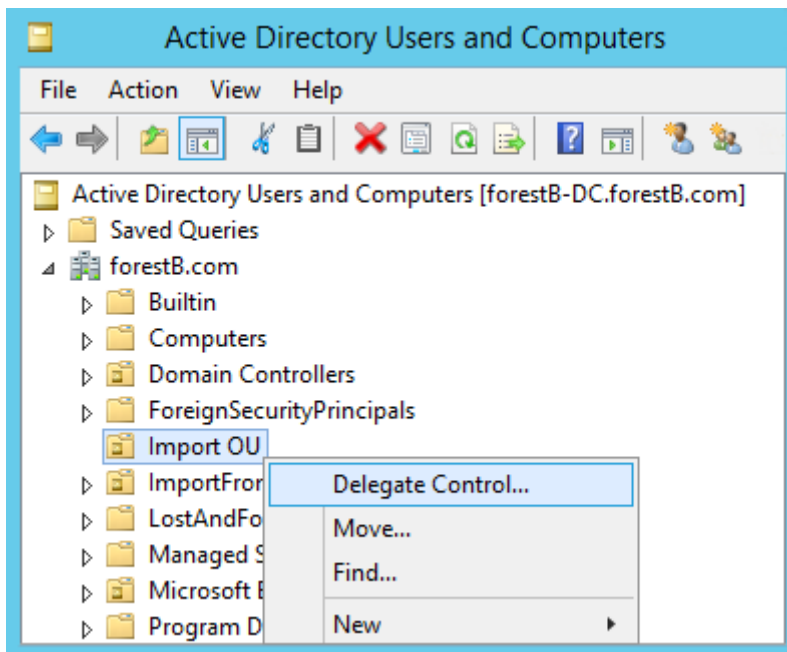 Active Directory Users and Computers
File Action View Help
Active Directory Users and Computers [forestB-DC.forestB.com]
Saved Queries
forestB.com
Builtin
Computers
Domain Controllers
ForeignSecurityPrincipals
Import OU
Delegate Control...
Move...
Find...
New
ImportFror
LostAndFo
Managed S
Microsoft E
Program D